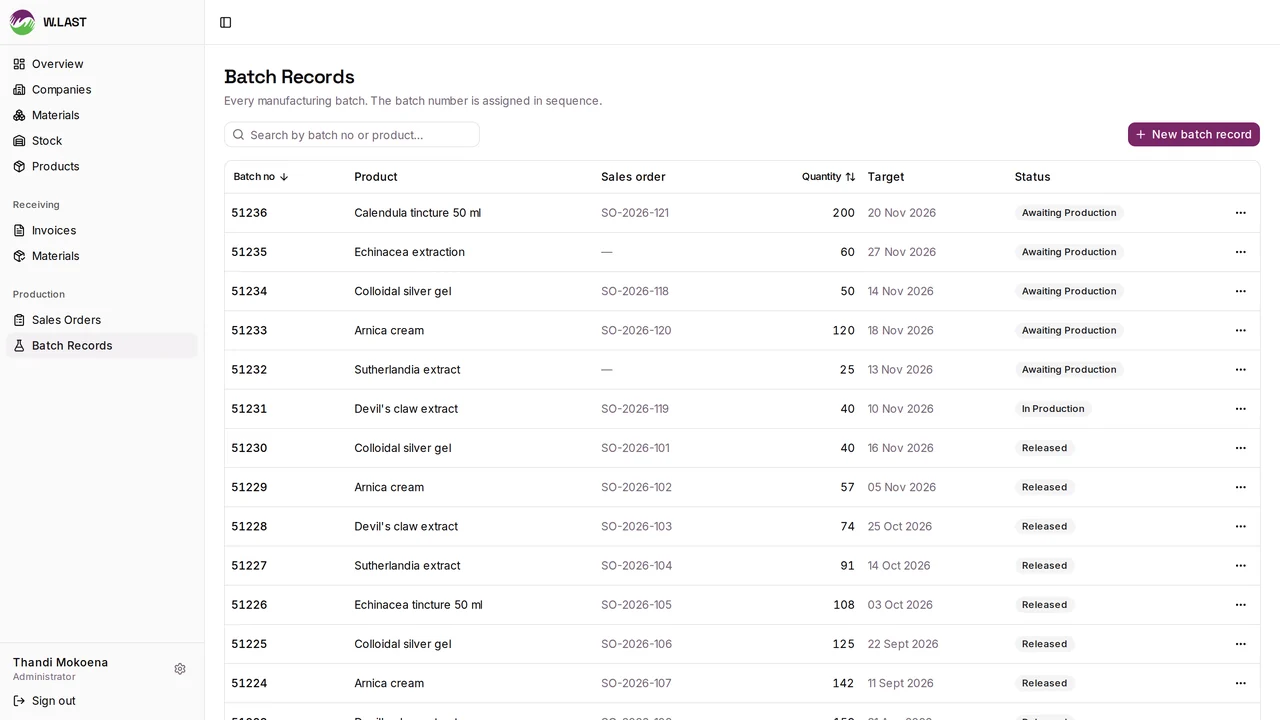 W.LAST
Overview
Companies
Materials
Stock
Products
Receiving
Invoices
Materials
Production
Sales Orders
Batch Records
Thandi Mokoena
Administrator
Sign out
Batch Records
Every manufacturing batch. The batch number is assigned in sequence.
Search by batch no or product...
New batch record
Batch no Product Sales order Quantity Target Status
51236 Calendula tincture 50 ml SO-2026-121 200 20 Nov 2026 Awaiting Production
51235 Echinacea extraction — 60 27 Nov 2026 Awaiting Production
51234 Colloidal silver gel SO-2026-118 50 14 Nov 2026 Awaiting Production
51233 Arnica cream SO-2026-120 120 18 Nov 2026 Awaiting Production
51232 Sutherlandia extract — 25 13 Nov 2026 Awaiting Production
51231 Devil's claw extract SO-2026-119 40 10 Nov 2026 In Production
51230 Colloidal silver gel SO-2026-101 40 16 Nov 2026 Released
51229 Arnica cream SO-2026-102 57 05 Nov 2026 Released
51228 Devil's claw extract SO-2026-103 74 25 Oct 2026 Released
51227 Sutherlandia extract SO-2026-104 91 14 Oct 2026 Released
51226 Echinacea tincture 50 ml SO-2026-105 108 03 Oct 2026 Released
51225 Colloidal silver gel SO-2026-106 125 22 Sept 2026 Released
51224 Arnica cream SO-2026-107 142 11 Sept 2026 Released